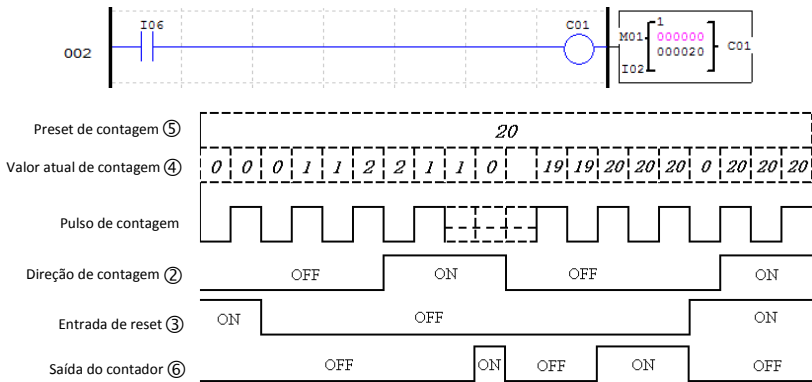 I06 C01
002
M01 1 000000 000020 C01
I02
Preset de contagem ⑤ 20
Valor atual de contagem ④ 0 0 0 1 1 2 2 1 1 0 19 19 20 20 20 0 20 20 20
Pulso de contagem
Direção de contagem ② OFF ON OFF ON
Entrada de reset ③ ON OFF ON
Saída do contador ⑥ OFF ON OFF ON OFF